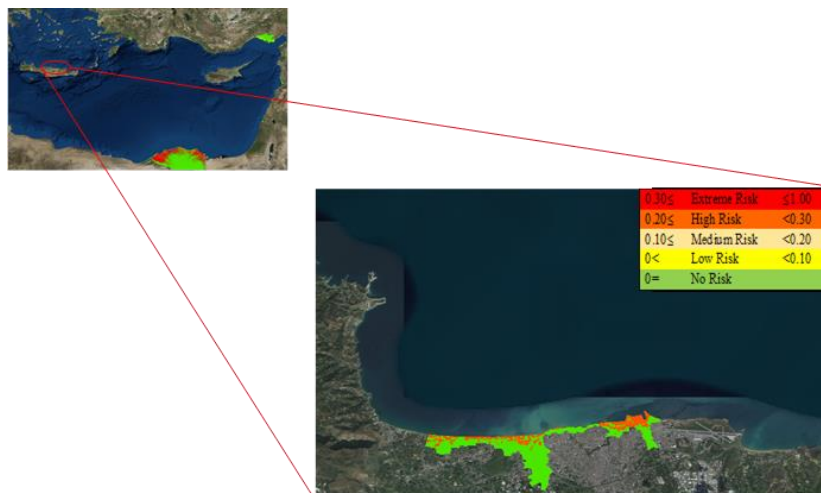 0.30≤ Extreme Risk ≤1.00
0.20≤ High Risk <0.30
0.10≤ Medium Risk <0.20
0< Low Risk <0.10
0= No Risk